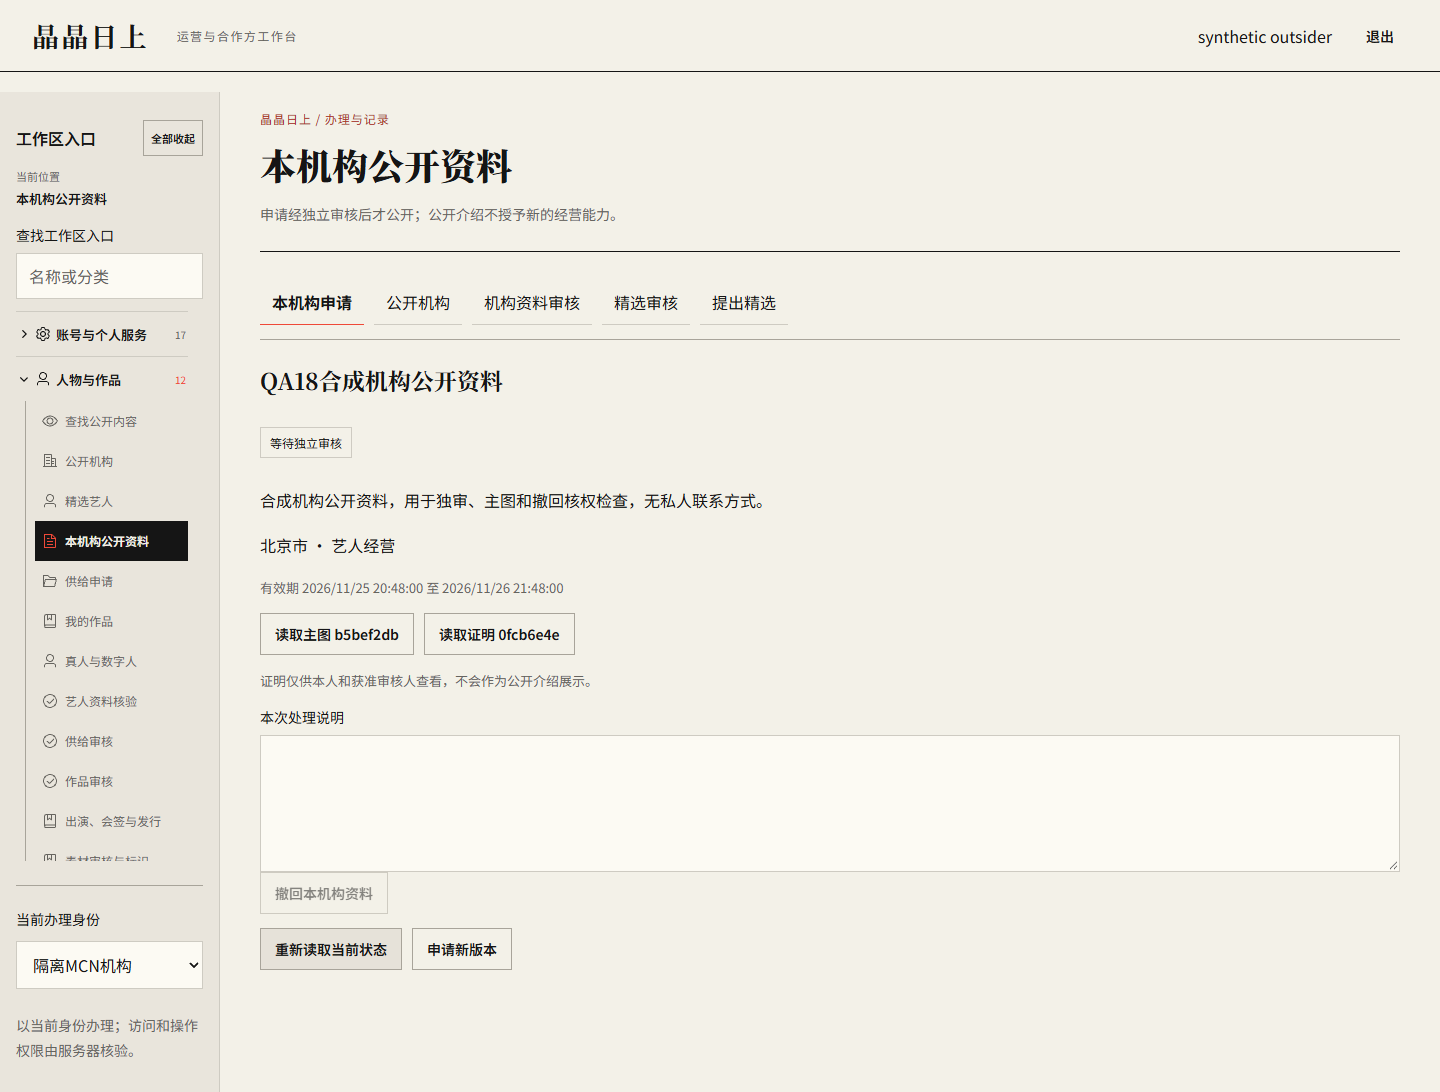 晶晶日上
运营与合作方工作台
synthetic outsider
退出
工作区入口
全部收起
当前位置
本机构公开资料
查找工作区入口
名称或分类
账号与个人服务 17
人物与作品 12
查找公开内容
公开机构
精选艺人
本机构公开资料
供给申请
我的作品
真人与数字人
艺人资料核验
供给审核
作品审核
出演、会签与发行
素材审核与标识
当前办理身份
隔离MCN机构
以当前身份办理；访问和操作
权限由服务器核验。
晶晶日上 / 办理与记录
本机构公开资料
申请经独立审核后才公开；公开介绍不授予新的经营能力。
本机构申请
公开机构
机构资料审核
精选审核
提出精选
QA18合成机构公开资料
等待独立审核
合成机构公开资料，用于独审、主图和撤回核权检查，无私人联系方式。
北京市 · 艺人经营
有效期 2026/11/25 20:48:00 至 2026/11/26 21:48:00
读取主图 b5bef2db
读取证明 0fcb6e4e
证明仅供本人和获准审核人查看，不会作为公开介绍展示。
本次处理说明
撤回本机构资料
重新读取当前状态
申请新版本